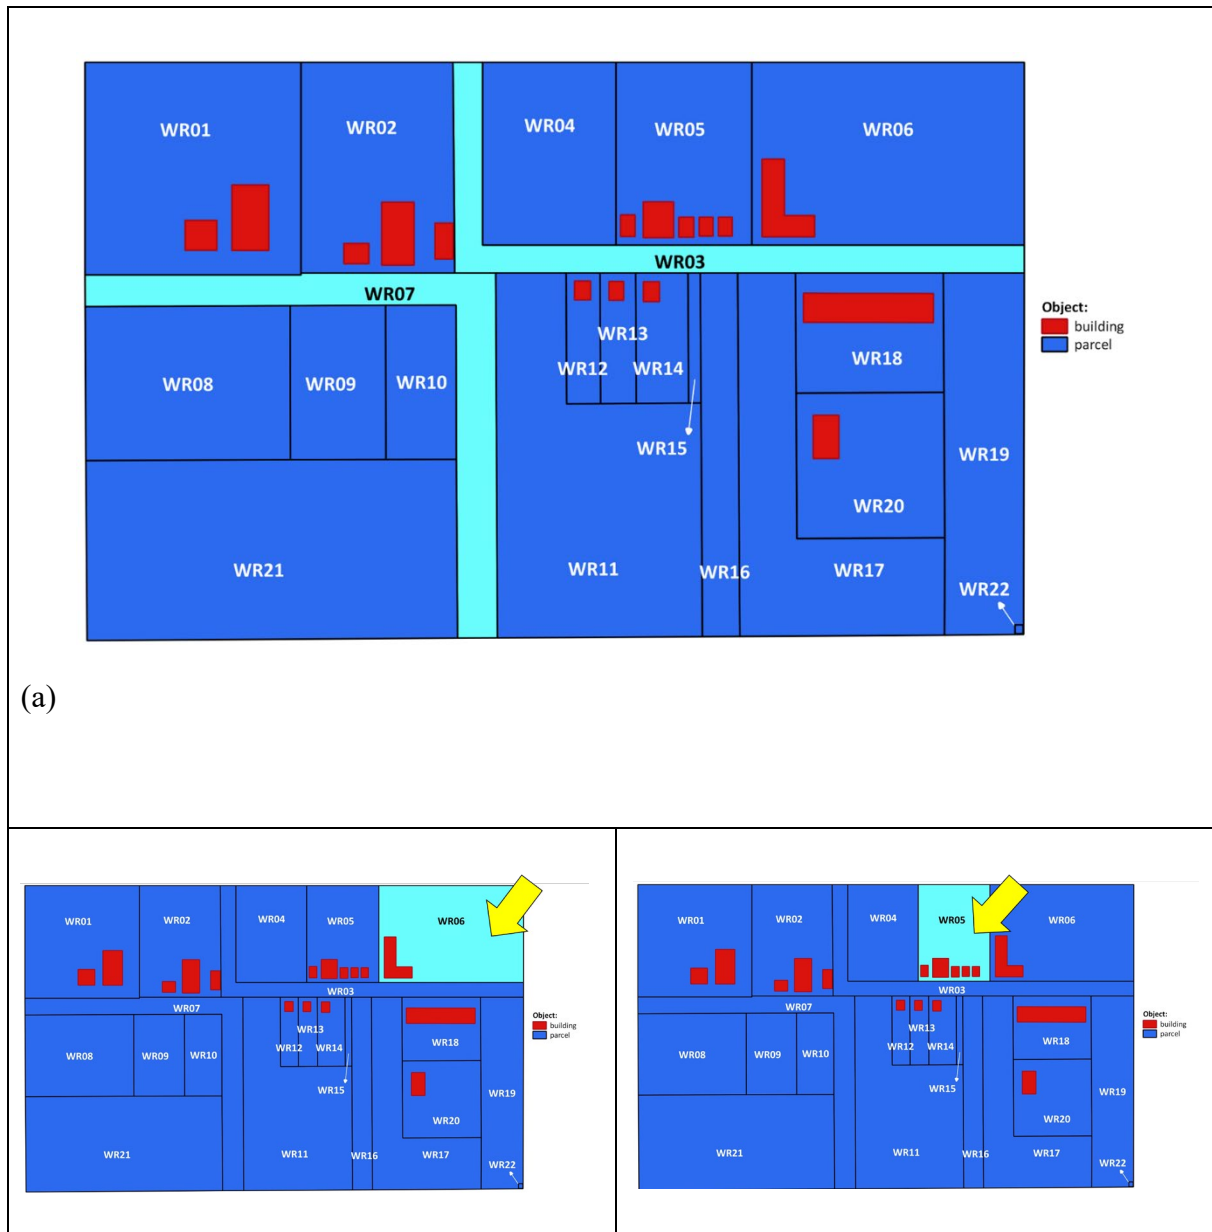 WR01
WR02
WR04
WR05
WR06
WR03
WR07
Object:
building
parcel
WR08
WR09
WR10
WR13
WR12
WR14
WR18
WR15
WR19
WR20
WR21
WR11
WR16
WR17
WR22
(a)
WR01
WR02
WR04
WR05
WR06
WR03
WR07
Object:
building
parcel
WR13
WR08
WR09
WR10
WR12
WR14
WR18
WR15
WR19
WR20
WR21
WR11
WR16
WR17
WR22
WR01
WR02
WR04
WR05
WR06
WR03
WR07
Object:
building
parcel
WR13
WR08
WR09
WR10
WR12
WR14
WR18
WR15
WR19
WR20
WR21
WR11
WR16
WR17
WR22